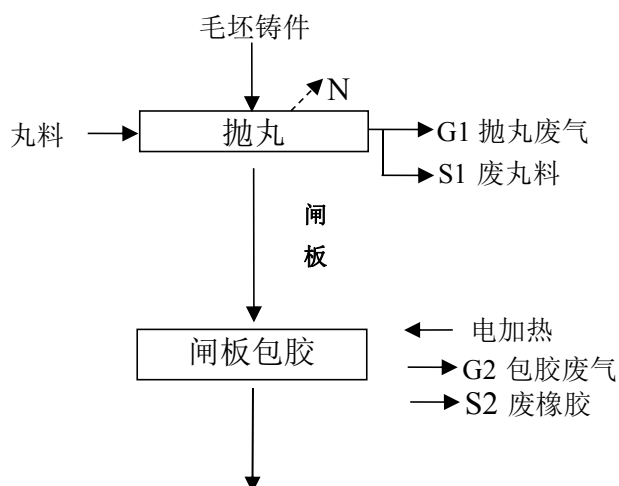 毛坯铸件
N
丸料
抛丸
G1 抛丸废气
S1 废丸料
闸
板
闸板包胶
电加热
G2 包胶废气
S2 废橡胶